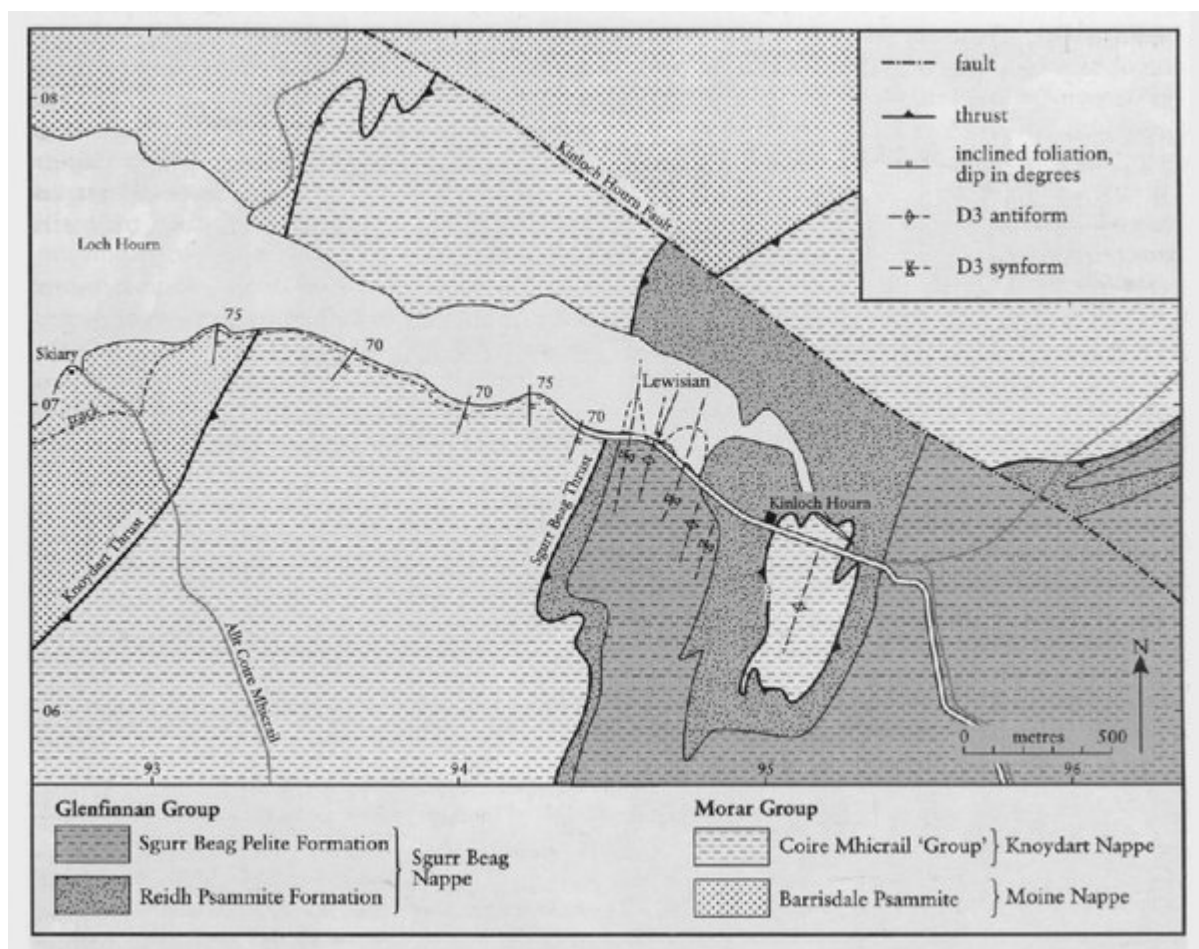 fault
thrust
inclined foliation,
dip in degrees
D3 antiform
D3 synform
08
Kinloch Hourn Fault
Loch Hourn
75
Skiary
70
70
75
Lewisian
07
70
Path
Sgurr Beag Thrust
Kinloch Hourn
Knoydart Thrust
Allt Coire Mhicrail
N
06
0 metres 500
93
94
95
96
Glenfinnan Group
Sgurr Beag Pelite Formation
Reidh Psammite Formation
Sgurr Beag
Nappe
Morar Group
Coire Mhicrail 'Group'
Knoydart Nappe
Barrisdale Psammite
Moine Nappe